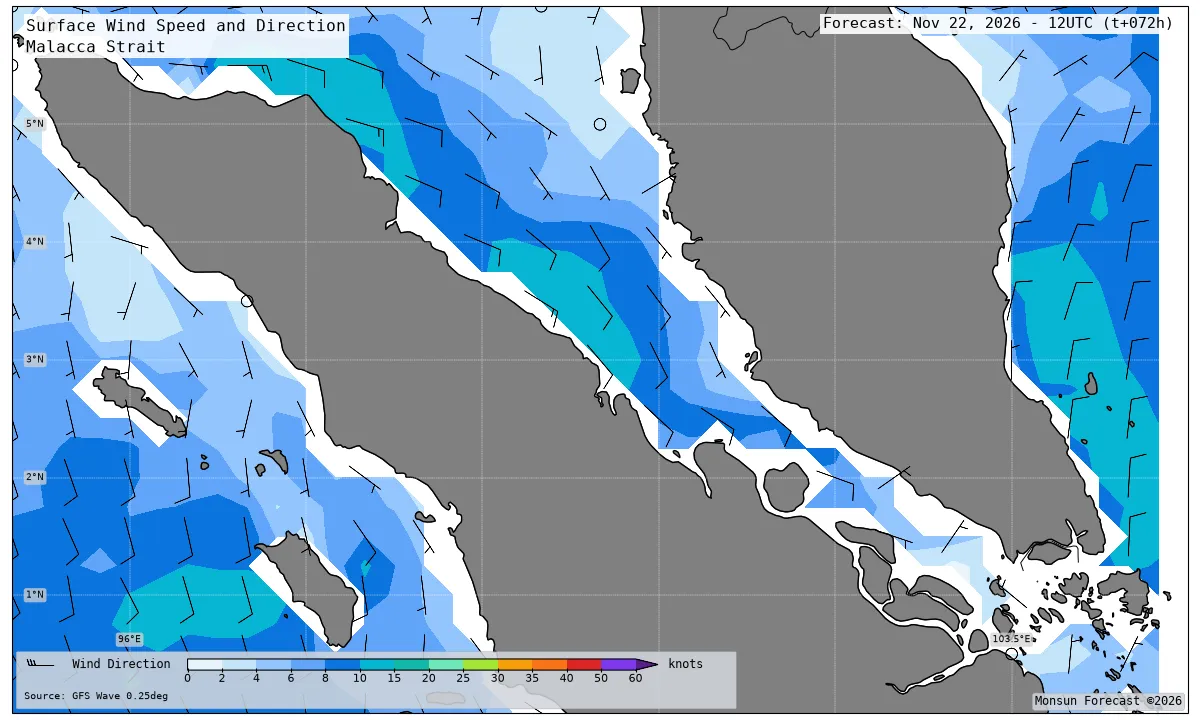 Surface Wind Speed and Direction
Malacca Strait
Forecast: Nov 22, 2026 - 12UTC (t+072h)
5°N
4°N
3°N
2°N
1°N
96°E
103.5°E
Wind Direction
0 2 4 6 8 10 15 20 25 30 35 40 50 60
knots
Source: GFS Wave 0.25deg
Monsun Forecast ©2026